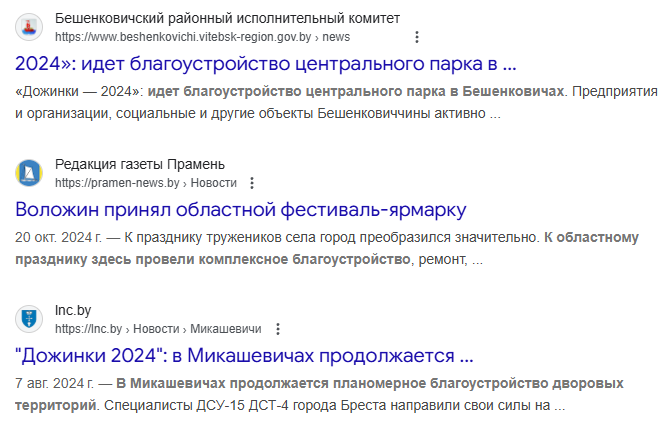 Бешенковичский районный исполнительный комитет
https://www.beshenkovichi.vitebsk-region.gov.by › news
2024»: идет благоустройство центрального парка в ...
«Дожинки — 2024»: идет благоустройство центрального парка в Бешенковичах. Предприятия
и организации, социальные и другие объекты Бешенковиччины активно ...
Редакция газеты Прамень
https://pramen-news.by › Новости
Воложин принял областной фестиваль-ярмарку
20 окт. 2024 г. — К празднику тружеников села город преобразился значительно. К областному
празднику здесь провели комплексное благоустройство, ремонт, ...
lnc.by
https://lnc.by › Новости › Микашевичи
"Дожинки 2024": в Микашевичах продолжается ...
7 авг. 2024 г. — В Микашевичах продолжается планомерное благоустройство дворовых
территорий. Специалисты ДСУ-15 ДСТ-4 города Бреста направили свои силы на ...